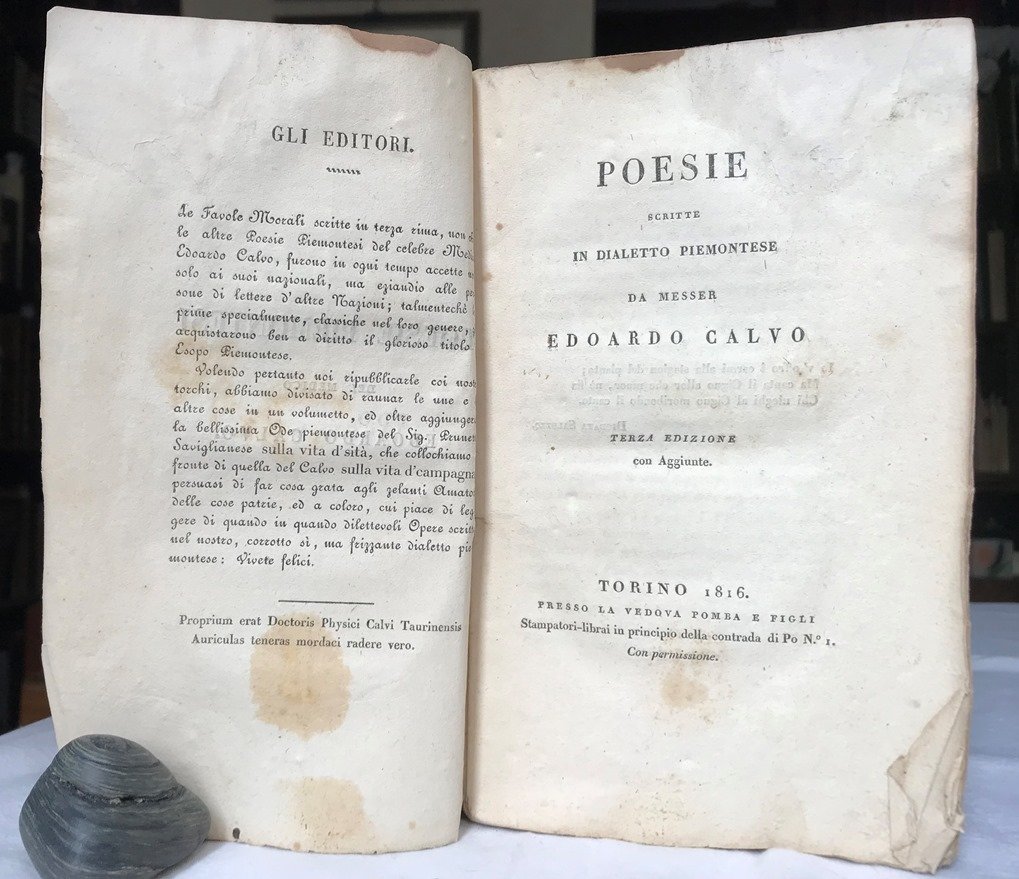 GLI EDITORI.
Le Favole Morali scritte in terza rima, non
le altre Poesie Piemontesi del celebre
Edoardo Calvo, furono in ogni tempo accette
solo ai suoi nazionali, ma eziandio alle
sone di lettere d'altre Nazioni; talmentechè
prime specialmente, classiche nel loro genere,
acquistarono ben a diritto il glorioso titolo
Esopo Piemontese.
Volendo pertanto noi ripubblicarle coi
torchi, abbiamo divisato di raunar le une e
altre cose in un volumetto, ed oltre
la bellissima Ode piemontese del Sig.
Saviglianese sulla vita d'sità, che collochiamo
fronte di quella del Calvo sulla vita d'campagna
persuasi di far cosa grata agli zelanti
delle cose patrie, ed a coloro, cui piace di
gere di quando in quando dilettevoli Opere
nel nostro, corrotto sì, ma frizzante dialetto
montese: Vivete felici.
Proprium erat Doctoris Physici Calvi Taurinensis
Auriculas teneras mordaci radere vero.
POESIE
SCRITTE
IN DIALETTO PIEMONTESE
DA MESSER
EDOARDO CALVO
TERZA EDIZIONE
con Aggiunte.
TORINO 1816.
PRESSO LA VEDOVA POMBA E FIGLI
Stampatori-librai in principio della contrada di Po N.º 1.
Con permissione.